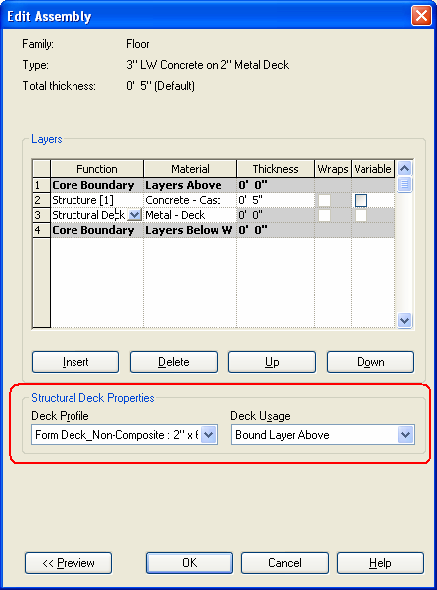 Edit Assembly
Family: Floor
Type: 3" LW Concrete on 2" Metal Deck
Total thickness: 0' 5" (Default)
Layers
Function Material Thickness Wraps Variable
1 Core Boundary Layers Above 0' 0"
2 Structure [1] Concrete - Cas: 0' 5"
3 Structural Deck Metal - Deck 0' 0"
4 Core Boundary Layers Below W 0' 0"
Insert Delete Up Down
Structural Deck Properties
Deck Profile Deck Usage
Form Deck_Non-Composite : 2" x 6 Bound Layer Above
<< Preview OK Cancel Help